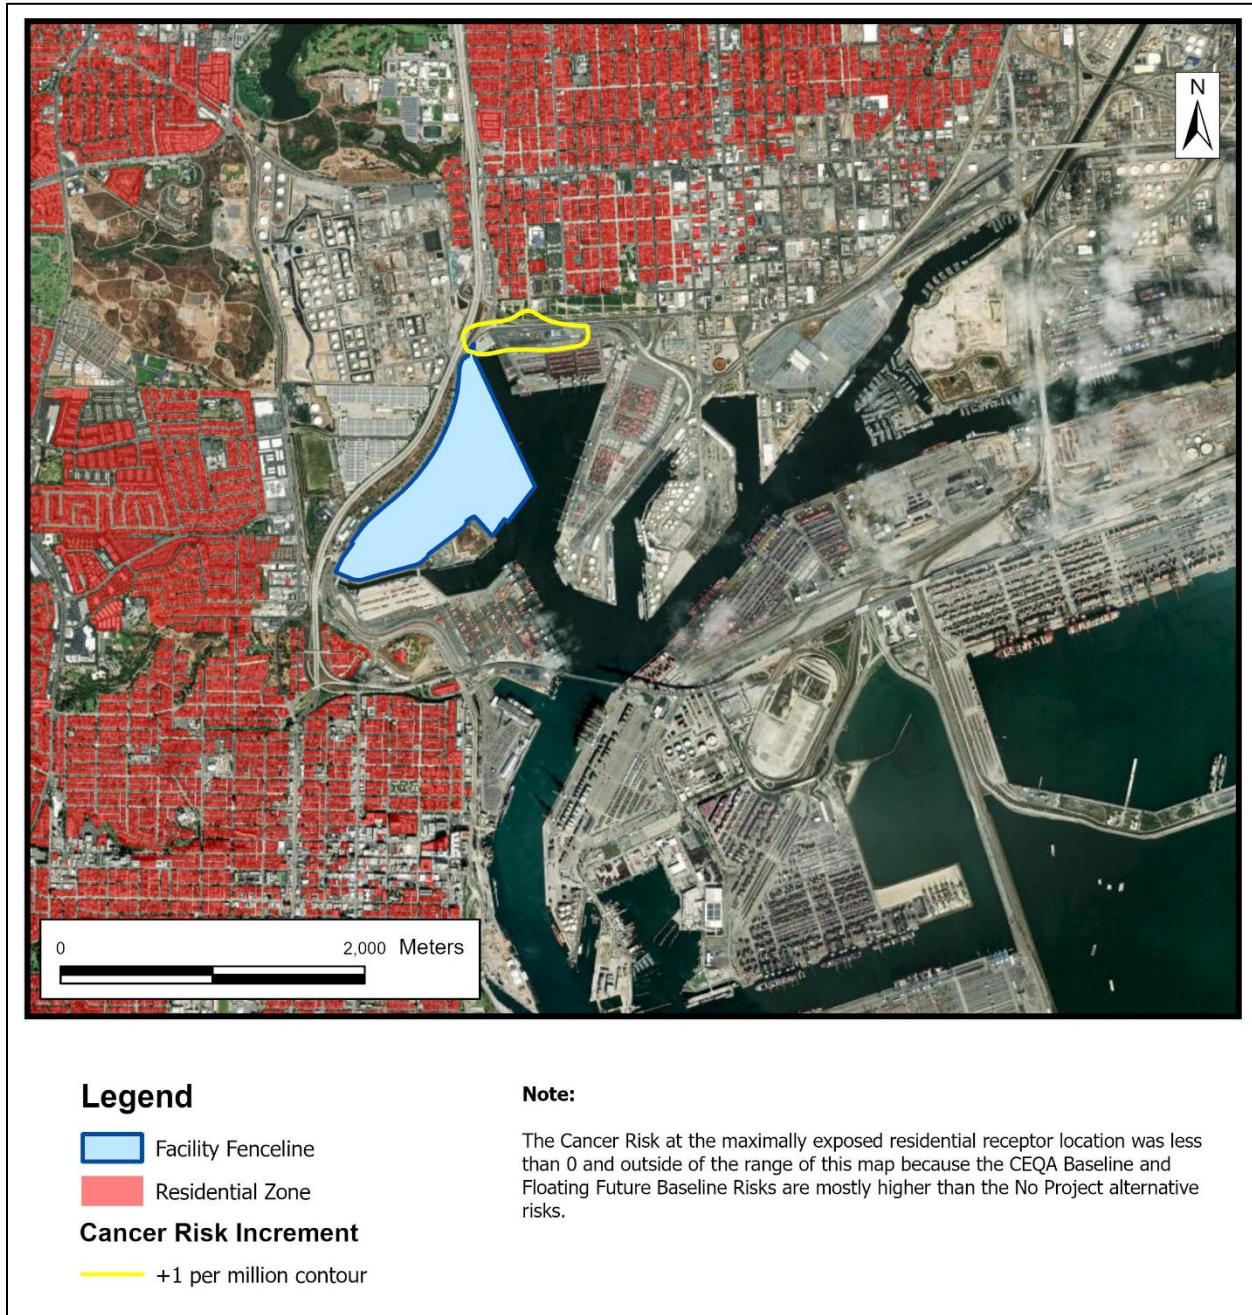 N
0 2,000 Meters
Legend
Facility Fenceline
Residential Zone
Cancer Risk Increment
+1 per million contour
Note:
The Cancer Risk at the maximally exposed residential receptor location was less
than 0 and outside of the range of this map because the CEQA Baseline and
Floating Future Baseline Risks are mostly higher than the No Project alternative
risks.